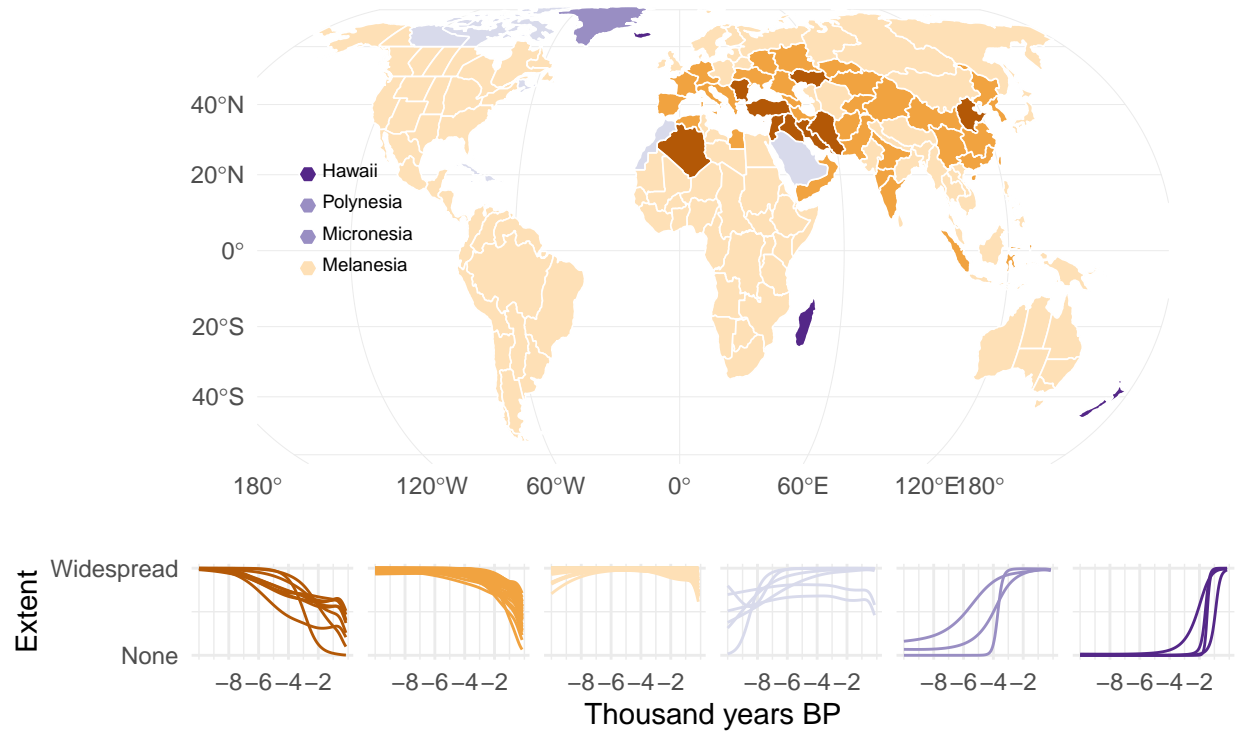 40°N
20°N
0°
20°S
40°S
Hawaii
Polynesia
Micronesia
Melanesia
180° 120°W 60°W 0° 60°E 120°E 180°
Extent
Widespread
None
−8 −6 −4 −2 −8 −6 −4 −2 −8 −6 −4 −2 −8 −6 −4 −2 −8 −6 −4 −2 −8 −6 −4 −2
Thousand years BP